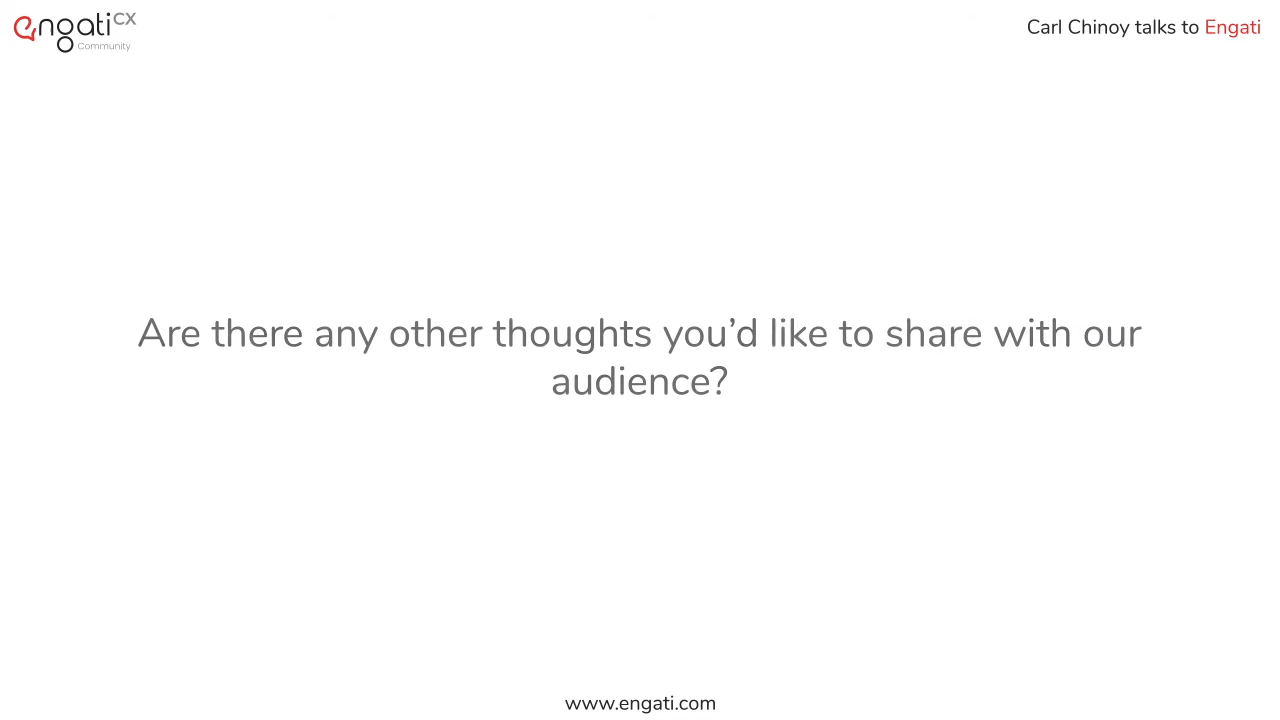 engati CX
Community
Carl Chinoy talks to Engati
Are there any other thoughts you’d like to share with our
audience?
www.engati.com